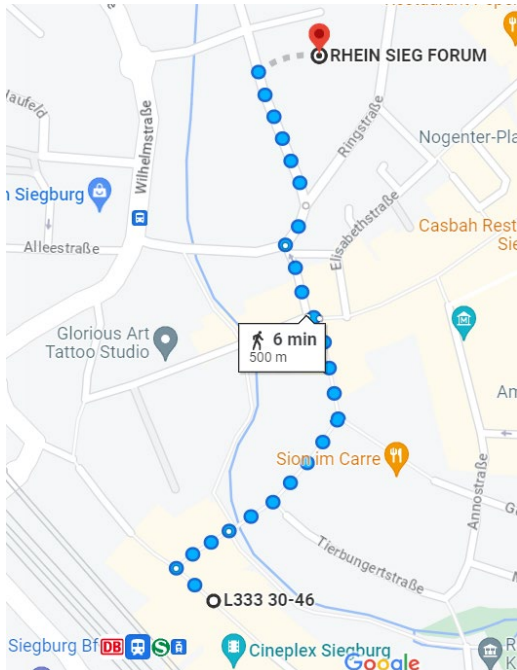 RHEIN SIEG FORUM
laufeld
Wilhelmstraße
Ringstraße
Nogenter-Pla
n Siegburg
Elisabethstraße
Casbah Rest
Sie
Alleestraße
Glorious Art
Tattoo Studio
6 min
500 m
Am
Sion im Carre
Annostraße
Tierbungertstraße
L333 30-46
Siegburg Bf DB S
Cineplex Siegburg
Google